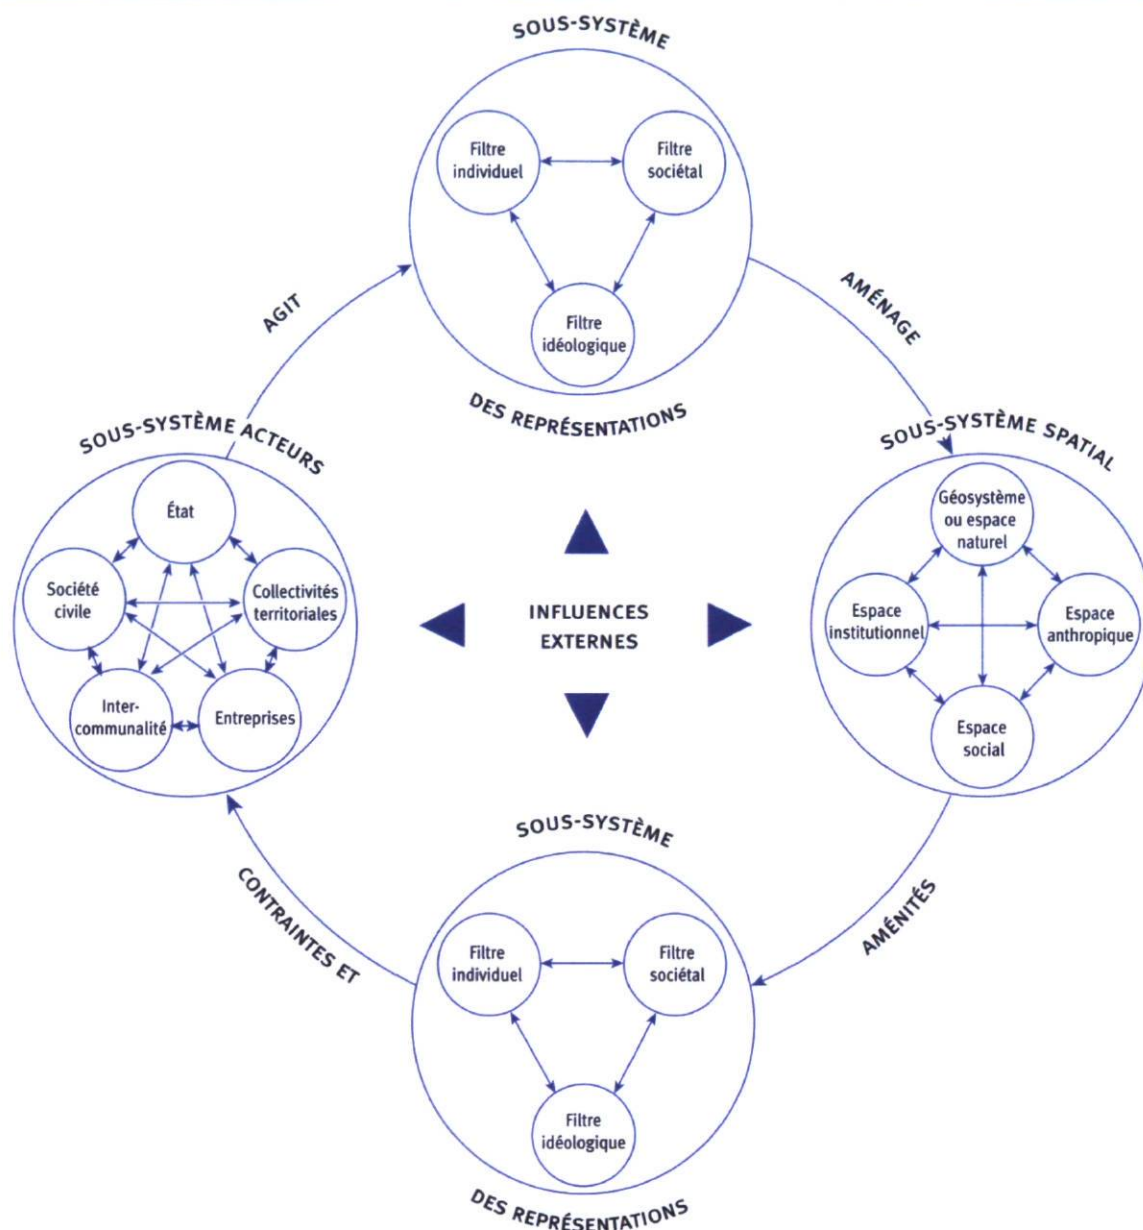 SOUS-SYSTÈME
Filtre
individuel
Filtre
sociétal
Filtre
idéologique
DES REPRÉSENTATIONS
AGIT
AMÉNAGE
SOUS-SYSTÈME ACTEURS
État
Société
civile
Collectivités
territoriales
Inter-
communalité
Entreprises
INFLUENCES
EXTERNES
SOUS-SYSTÈME SPATIAL
Géosystème
ou espace
naturel
Espace
institutionnel
Espace
anthropique
Espace
social
CONTRAINTES ET
AMÉNITÉS
SOUS-SYSTÈME
Filtre
individuel
Filtre
sociétal
Filtre
idéologique
DES REPRÉSENTATIONS